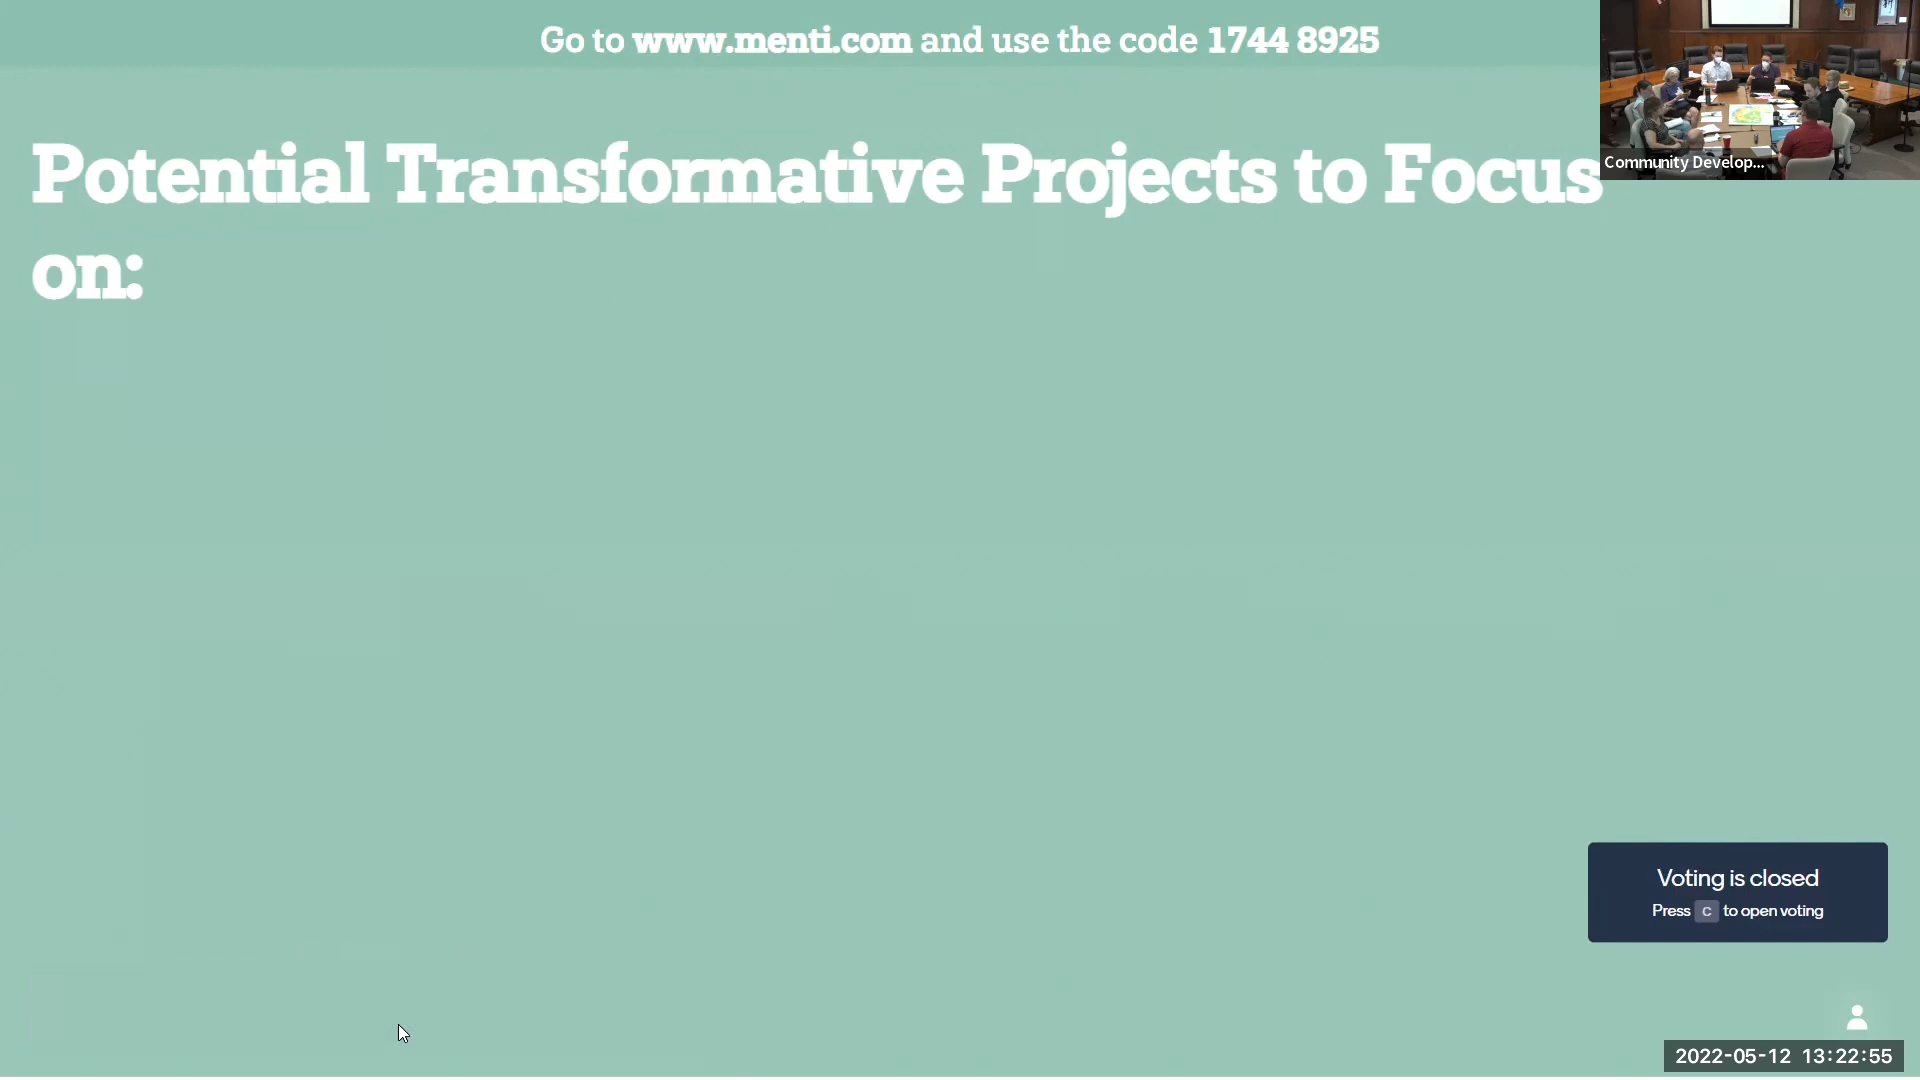 Go to www.menti.com and use the code 1744 8925
Potential Transformative Projects to Focus
on:
Community Develop...
Voting is closed
Press C to open voting
2022-05-12 13:22:55